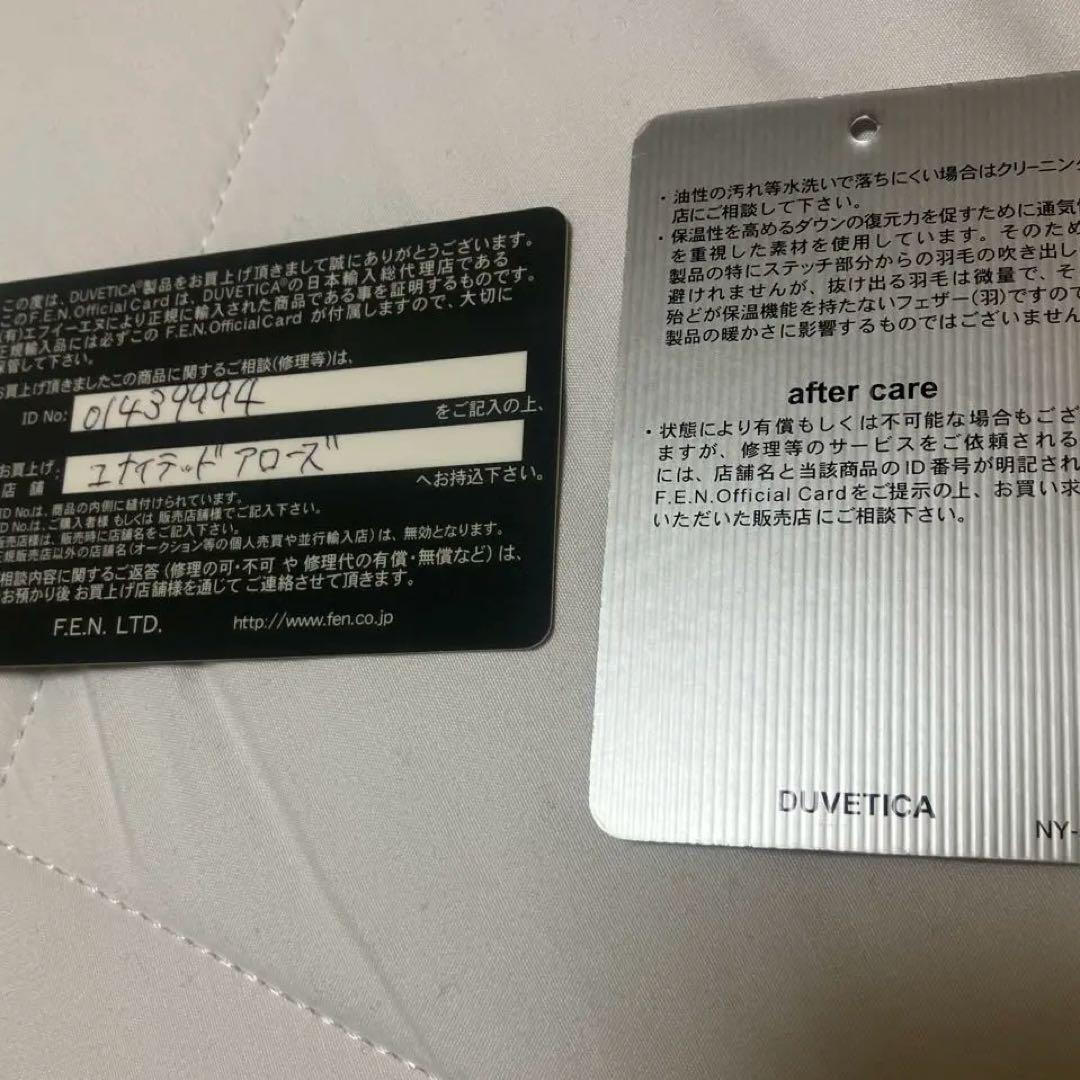 この度は、DUVETICA®製品をお買上げ頂きまして誠にありがとうございます。
このF.E.N.Official Cardは、DUVETICA®の日本輸入総代理店である
(有)エフイーエヌにより正規に輸入された商品である事を証明するものです。
正規輸入品には必ずこの F.E.N.OfficialCard が付属しますので、大切に
保管して下さい。
お買上げ頂きましたこの商品に関するご相談(修理等)は、
ID No: 01439994 をご記入の上、
お買上げ
店 舗 ユナイテッドアローズ へお持込下さい。
ID No.は、商品の内側に縫付けられています。
ID No.は、ご購入者様 もしくは 販売店舗様でご記入下さい。
販売店様は、販売時に店舗名をご記入下さい。
正規販売店以外の店舗名(オークション等の個人売買や並行輸入店)は、無効となります。
相談内容に関するご返答(修理の可・不可 や 修理代の有償・無償など)は、
お預かり後 お買上げ店舗様を通じて ご連絡させて頂きます。
F.E.N. LTD. http://www.fen.co.jp
・油性の汚れ等水洗いで落ちにくい場合はクリーニング
店にご相談して下さい。
・保温性を高めるダウンの復元力を促すために通気性
を重視した素材を使用しています。そのため
製品の特にステッチ部分からの羽毛の吹き出し
避けれませんが、抜け出る羽毛は微量で、そ
殆どが保温機能を持たないフェザー(羽)ですので
製品の暖かさに影響するものではございません
after care
・状態により有償もしくは不可能な場合もござ
ますが、修理等のサービスをご依頼される
には、店舗名と当該商品のID番号が明記され
F.E.N.Official Cardをご提示の上、お買い求
いただいた販売店にご相談下さい。
DUVETICA
NY-